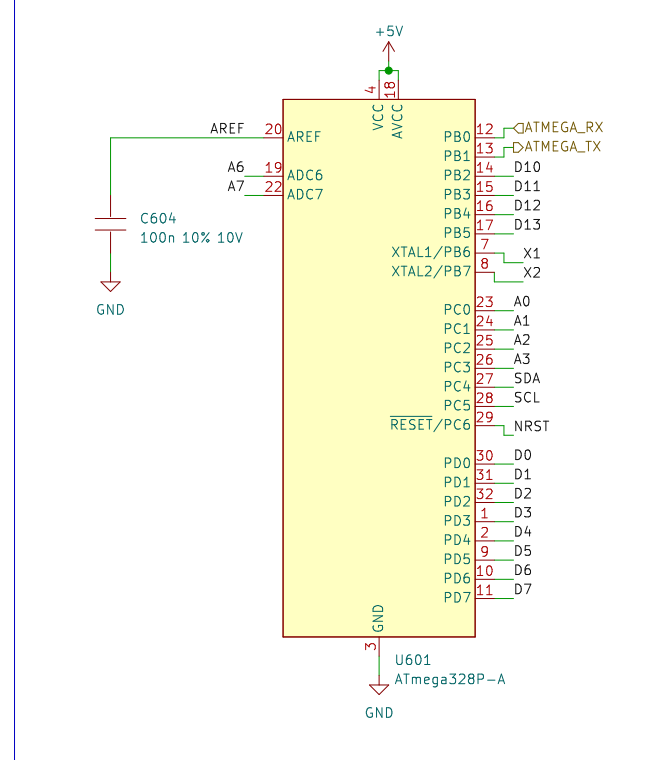 +5V
4
18
VCC
AVCC
AREF 20 AREF
A6 19 ADC6
A7 22 ADC7
C604
100n 10% 10V
GND
PB0 12 ATMEGA_RX
PB1 13 ATMEGA_TX
PB2 14 D10
PB3 15 D11
PB4 16 D12
PB5 17 D13
XTAL1/PB6 7 X1
XTAL2/PB7 8 X2
PC0 23 A0
PC1 24 A1
PC2 25 A2
PC3 26 A3
PC4 27 SDA
PC5 28 SCL
RESET/PC6 29 NRST
PD0 30 D0
PD1 31 D1
PD2 32 D2
PD3 1 D3
PD4 2 D4
PD5 9 D5
PD6 10 D6
PD7 11 D7
GND
3
U601
ATmega328P-A
GND